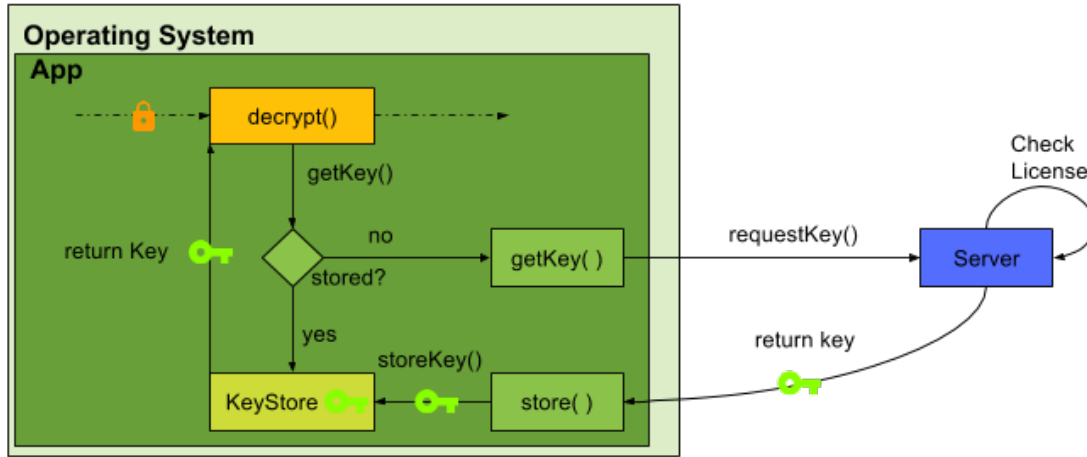 Operating System
App
decrypt()
getKey()
Check
License
return Key
no
requestKey()
getKey( )
Server
stored?
yes
return key
storeKey()
KeyStore
store( )